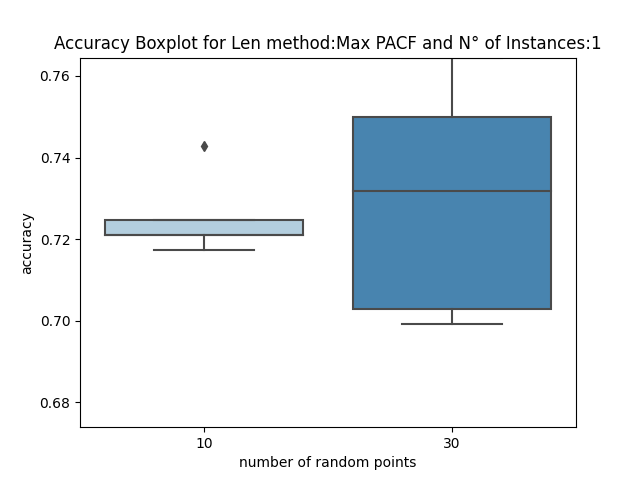 Accuracy Boxplot for Len method:Max PACF and N° of Instances:1
0.76
0.74
0.72
0.70
0.68
accuracy
10 30
number of random points